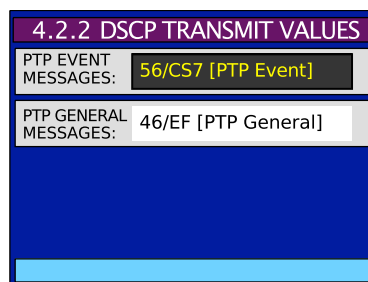 4.2.2 DSCP TRANSMIT VALUES
PTP EVENT
MESSAGES:
56/CS7 [PTP Event]
PTP GENERAL
MESSAGES:
46/EF [PTP General]